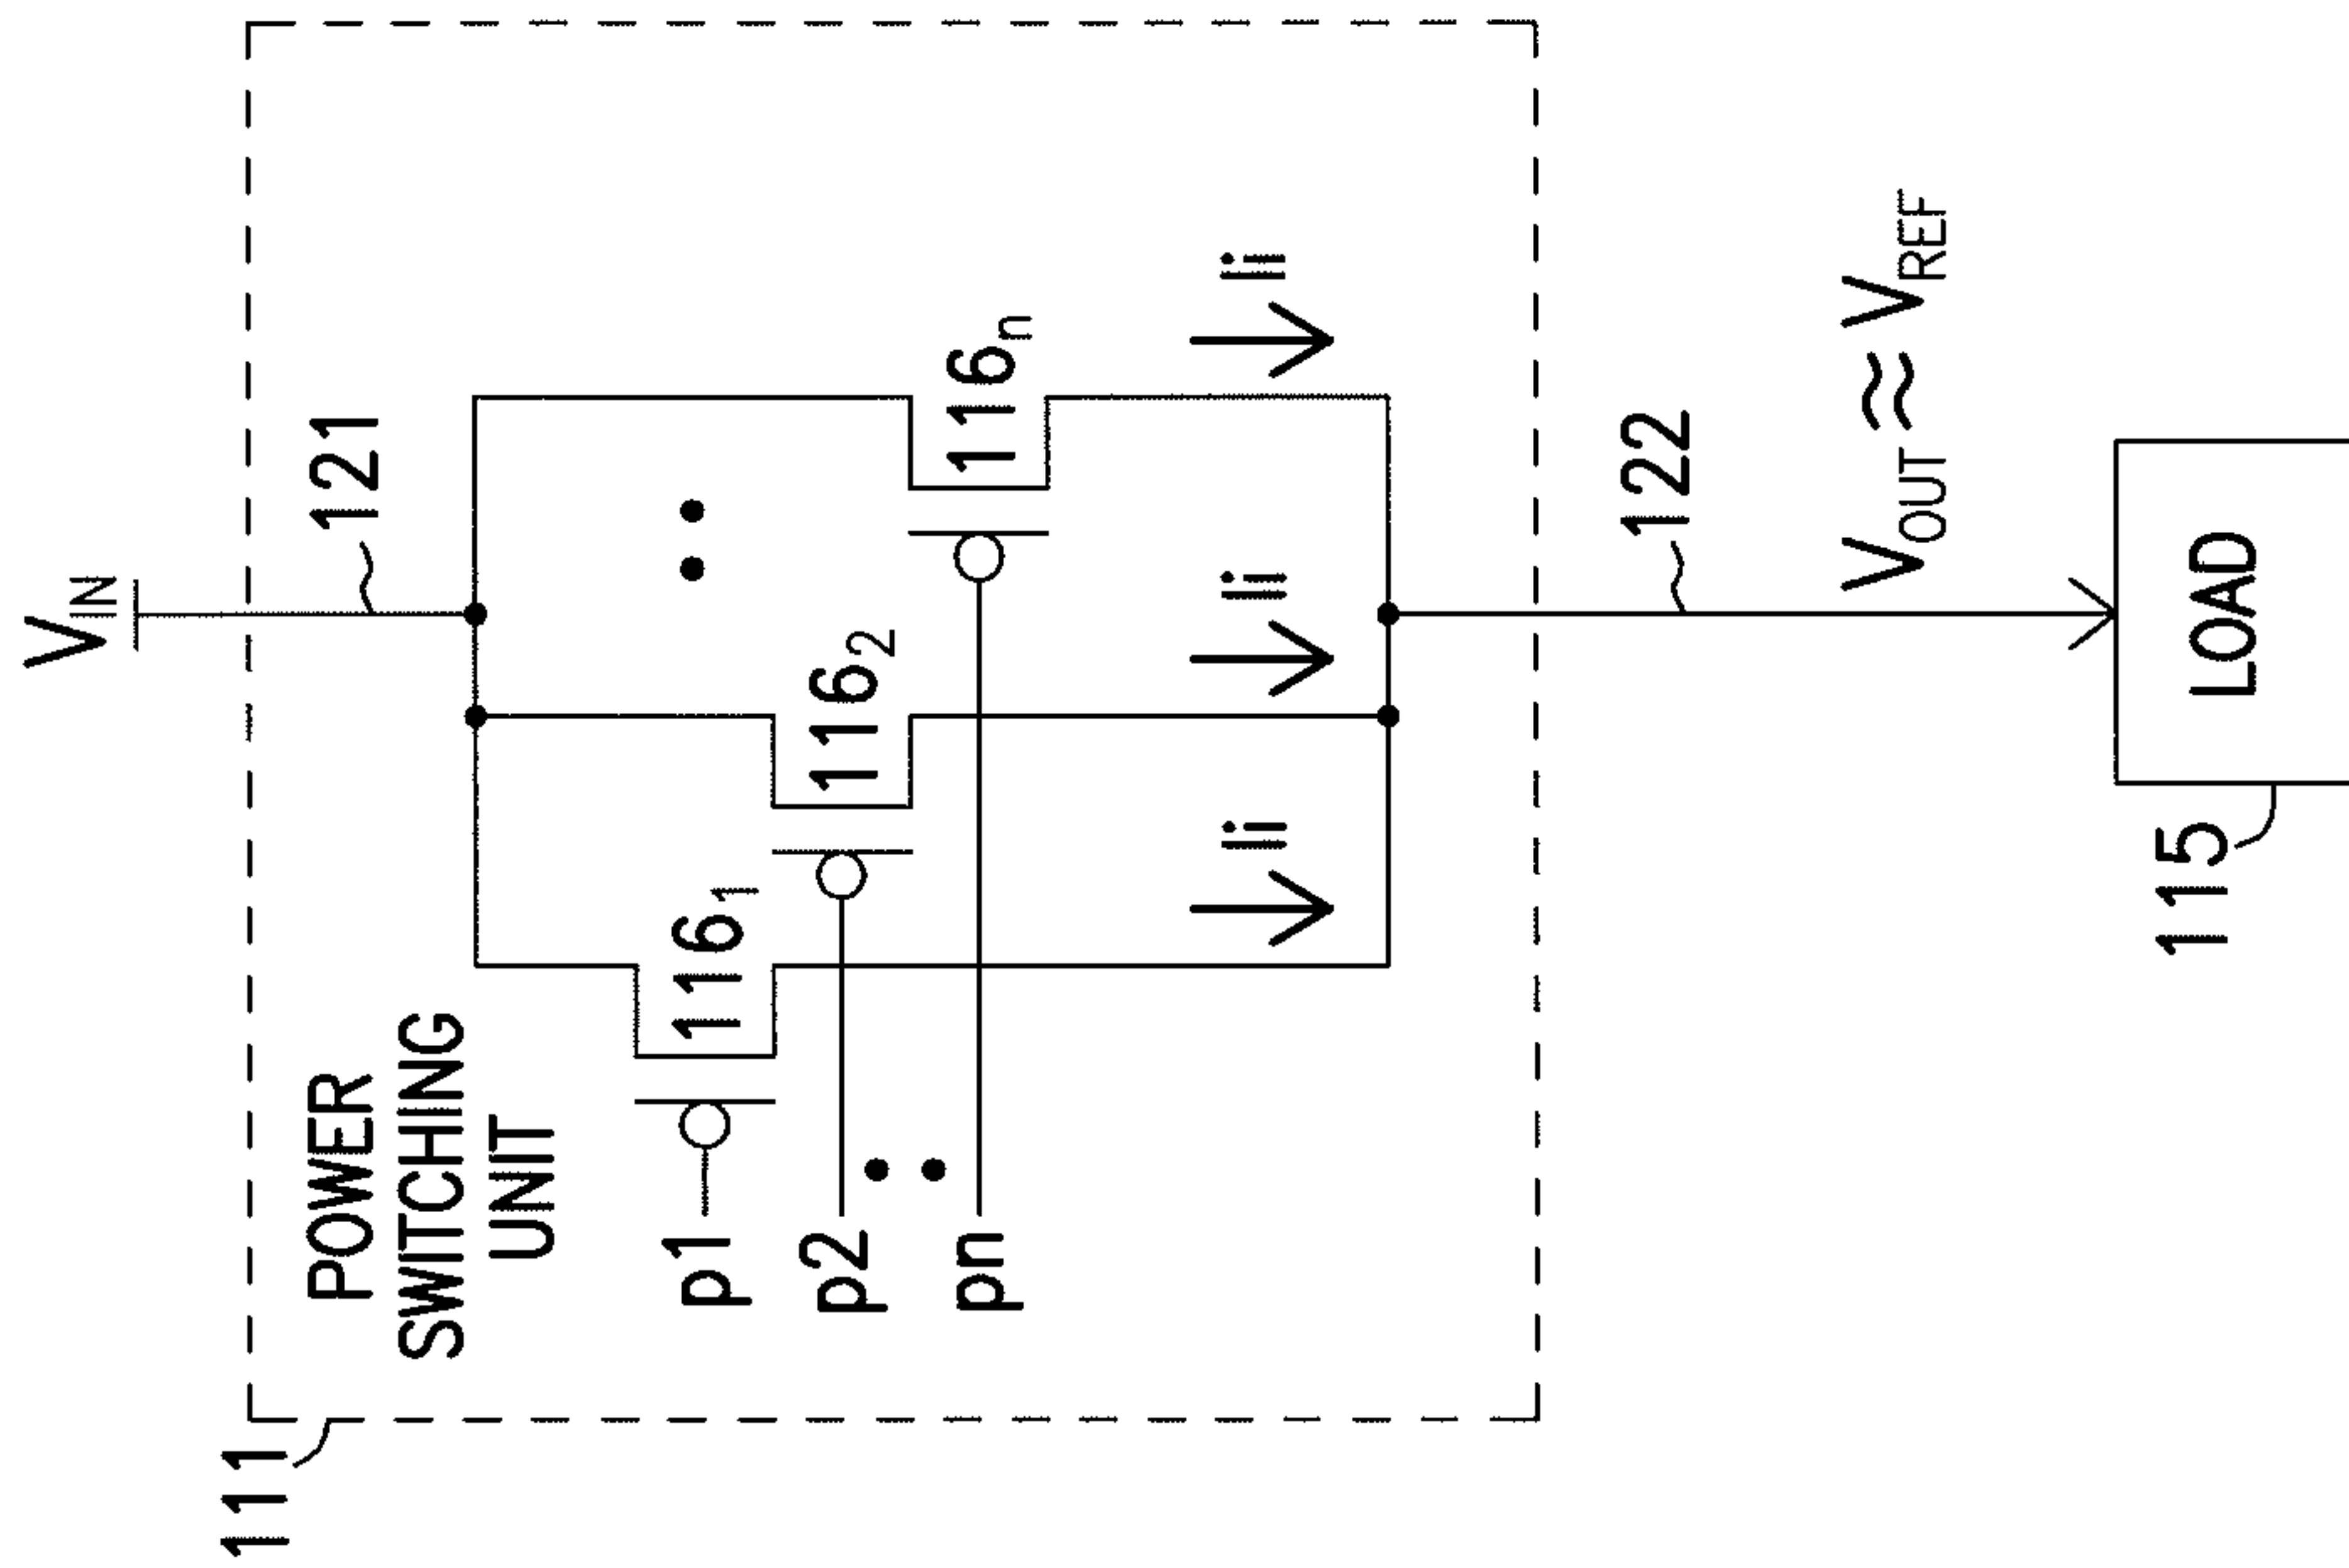 111
POWER
SWITCHING
UNIT
V_IN
121
p1
p2
pn
116_1
116_2
116_n
Ii
Ii
Ii
122
V_OUT ≈ V_REF
115
LOAD